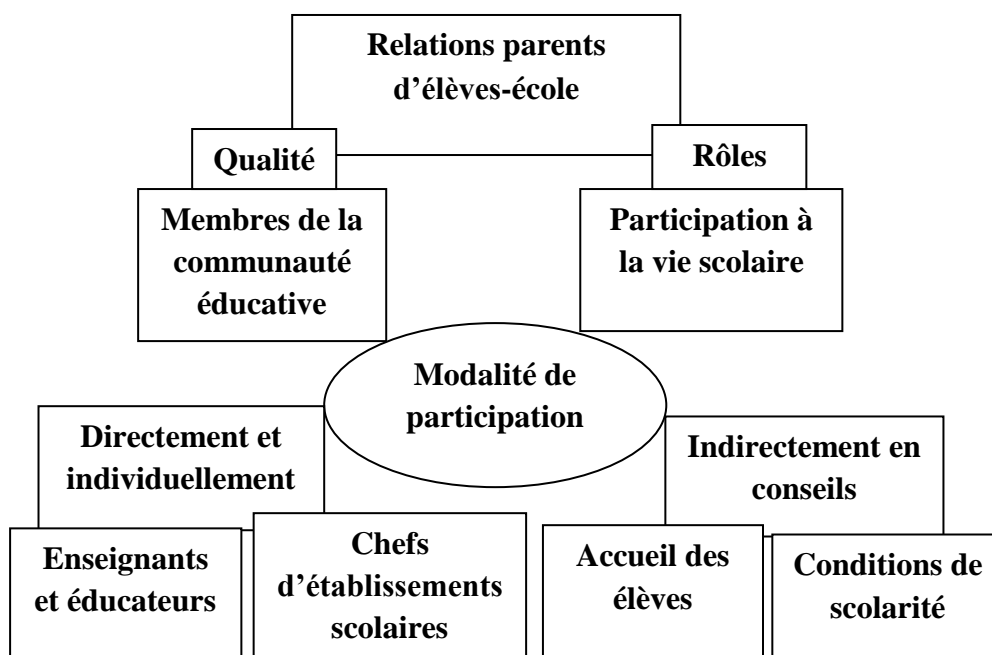 Relations parents
d’élèves-école
Qualité
Rôles
Membres de la
communauté
éducative
Participation à
la vie scolaire
Modalité de
participation
Directement et
individuellement
Indirectement en
conseils
Enseignants
et éducateurs
Chefs
d’établissements
scolaires
Accueil des
élèves
Conditions de
scolarité